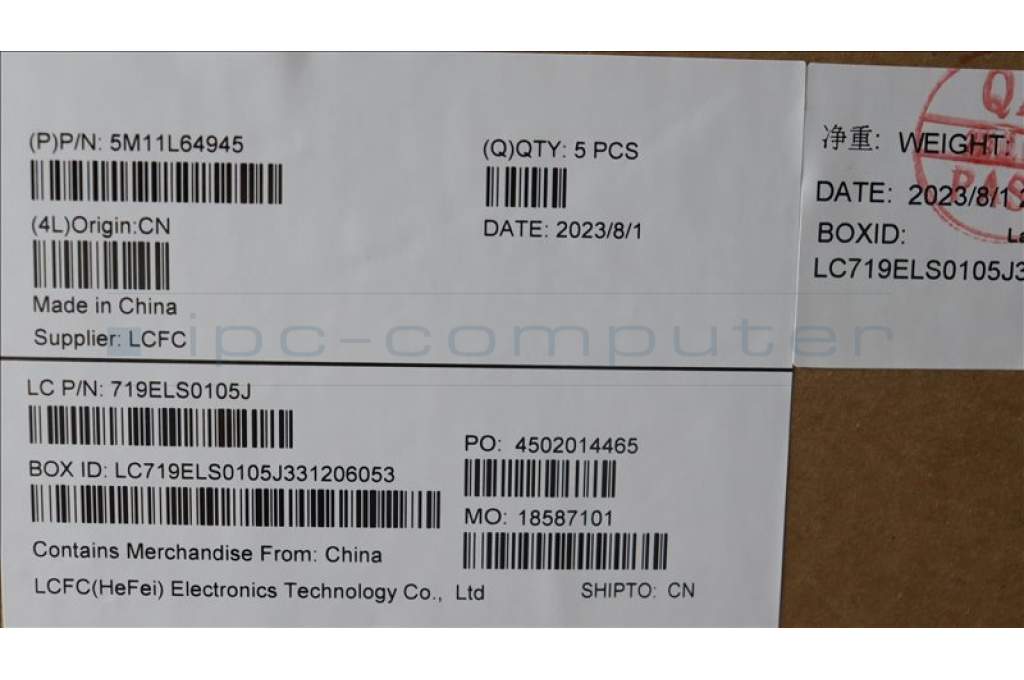 (P)P/N: 5M11L64945
(Q)QTY: 5 PCS
(4L)Origin:CN
DATE: 2023/8/1
Made in China
Supplier: LCFC
LC P/N: 719ELS0105J
PO: 4502014465
BOX ID: LC719ELS0105J331206053
MO: 18587101
Contains Merchandise From: China
LCFC(HeFei) Electronics Technology Co., Ltd
SHIPTO: CN
净重: WEIGHT:
DATE: 2023/8/1
BOXID:
LC719ELS0105J3
ipc-computer